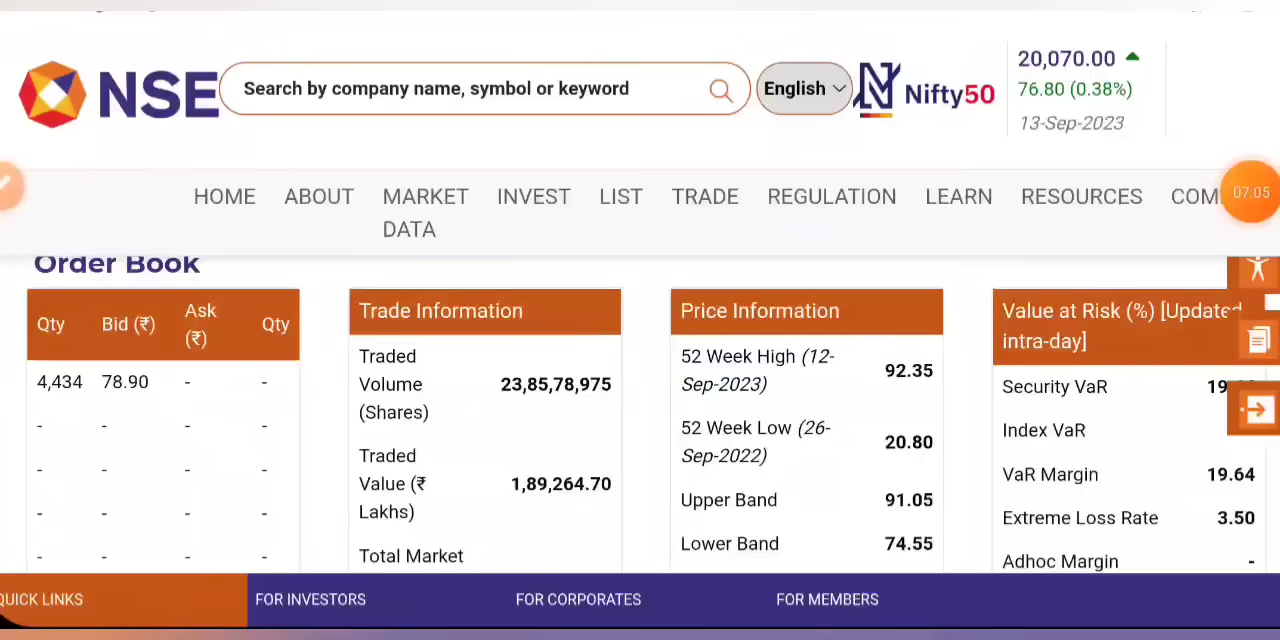 NSE
Search by company name, symbol or keyword
English
Nifty50
20,070.00
76.80 (0.38%)
13-Sep-2023
HOME ABOUT MARKET DATA INVEST LIST TRADE REGULATION LEARN RESOURCES
07:05
Order Book
Qty Bid (₹) Ask (₹) Qty
4,434 78.90 - -
- - - -
- - - -
- - - -
- - - -
Trade Information
Traded
Volume 23,85,78,975
(Shares)
Traded
Value (₹ 1,89,264.70
Lakhs)
Total Market
Price Information
52 Week High (12-
Sep-2023) 92.35
52 Week Low (26-
Sep-2022) 20.80
Upper Band 91.05
Lower Band 74.55
Value at Risk (%) [Updated
intra-day]
Security VaR
Index VaR
VaR Margin 19.64
Extreme Loss Rate 3.50
Adhoc Margin -
QUICK LINKS FOR INVESTORS FOR CORPORATES FOR MEMBERS